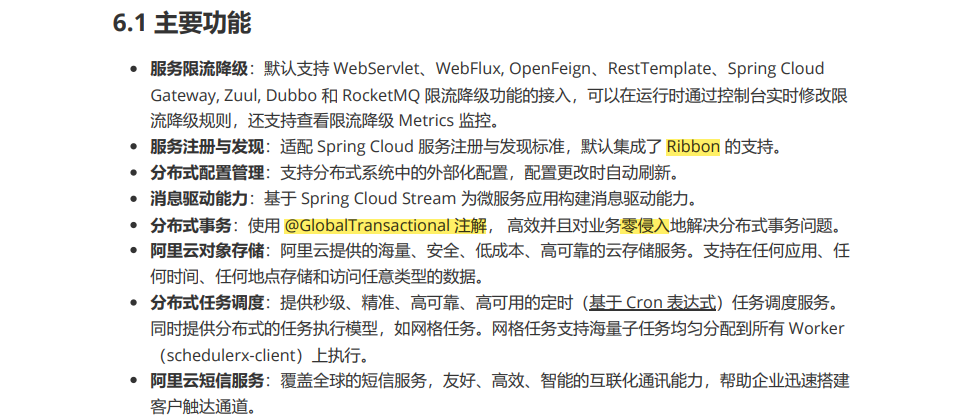 6.1 主要功能
• 服务限流降级：默认支持 WebServlet、WebFlux, OpenFeign、RestTemplate、Spring Cloud
Gateway, Zuul, Dubbo 和 RocketMQ 限流降级功能的接入，可以在运行时通过控制台实时修改限
流降级规则，还支持查看限流降级 Metrics 监控。
• 服务注册与发现：适配 Spring Cloud 服务注册与发现标准，默认集成了 Ribbon 的支持。
• 分布式配置管理：支持分布式系统中的外部化配置，配置更改时自动刷新。
• 消息驱动能力：基于 Spring Cloud Stream 为微服务应用构建消息驱动能力。
• 分布式事务：使用 @GlobalTransactional 注解， 高效并且对业务零侵入地解决分布式事务问题。
• 阿里云对象存储：阿里云提供的海量、安全、低成本、高可靠的云存储服务。支持在任何应用、任
何时间、任何地点存储和访问任意类型的数据。
• 分布式任务调度：提供秒级、精准、高可靠、高可用的定时（基于 Cron 表达式）任务调度服务。
同时提供分布式的任务执行模型，如网格任务。网格任务支持海量子任务均匀分配到所有 Worker
（schedulerx-client）上执行。
• 阿里云短信服务：覆盖全球的短信服务，友好、高效、智能的互联化通讯能力，帮助企业迅速搭建
客户触达通道。